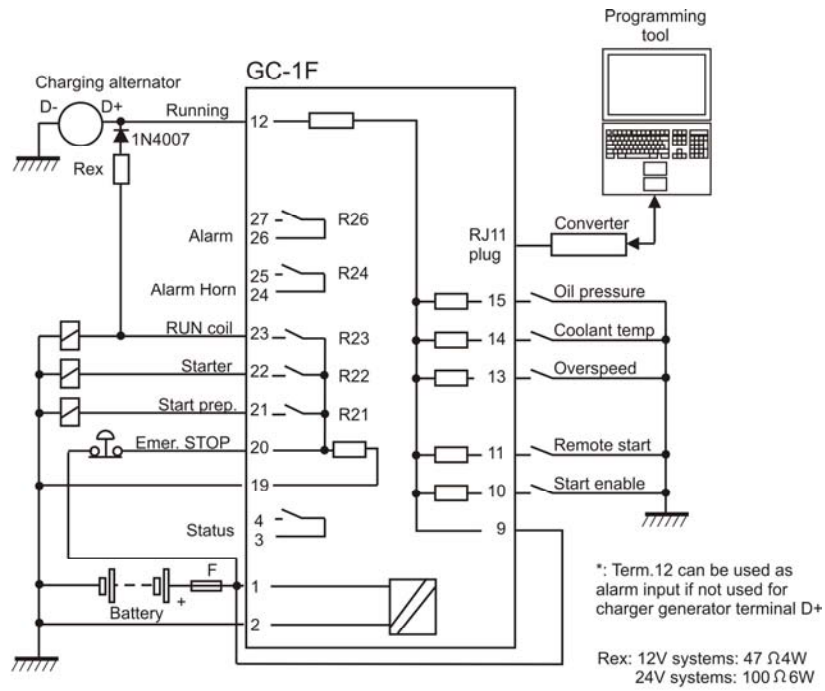 Programming
tool
GC-1F
Charging alternator
D- D+ Running 12
1N4007
Rex
27 R26
Alarm 26
25 R24
Alarm Horn 24
RJ11
plug
Converter
15 Oil pressure
RUN coil 23 R23
14 Coolant temp
Starter 22 R22
13 Overspeed
Start prep. 21 R21
Emer. STOP 20
11 Remote start
19
10 Start enable
4
Status 3
9
F
1
+
Battery
2
*: Term.12 can be used as
alarm input if not used for
charger generator terminal D+
Rex: 12V systems: 47 Ω4W
24V systems: 100 Ω 6W